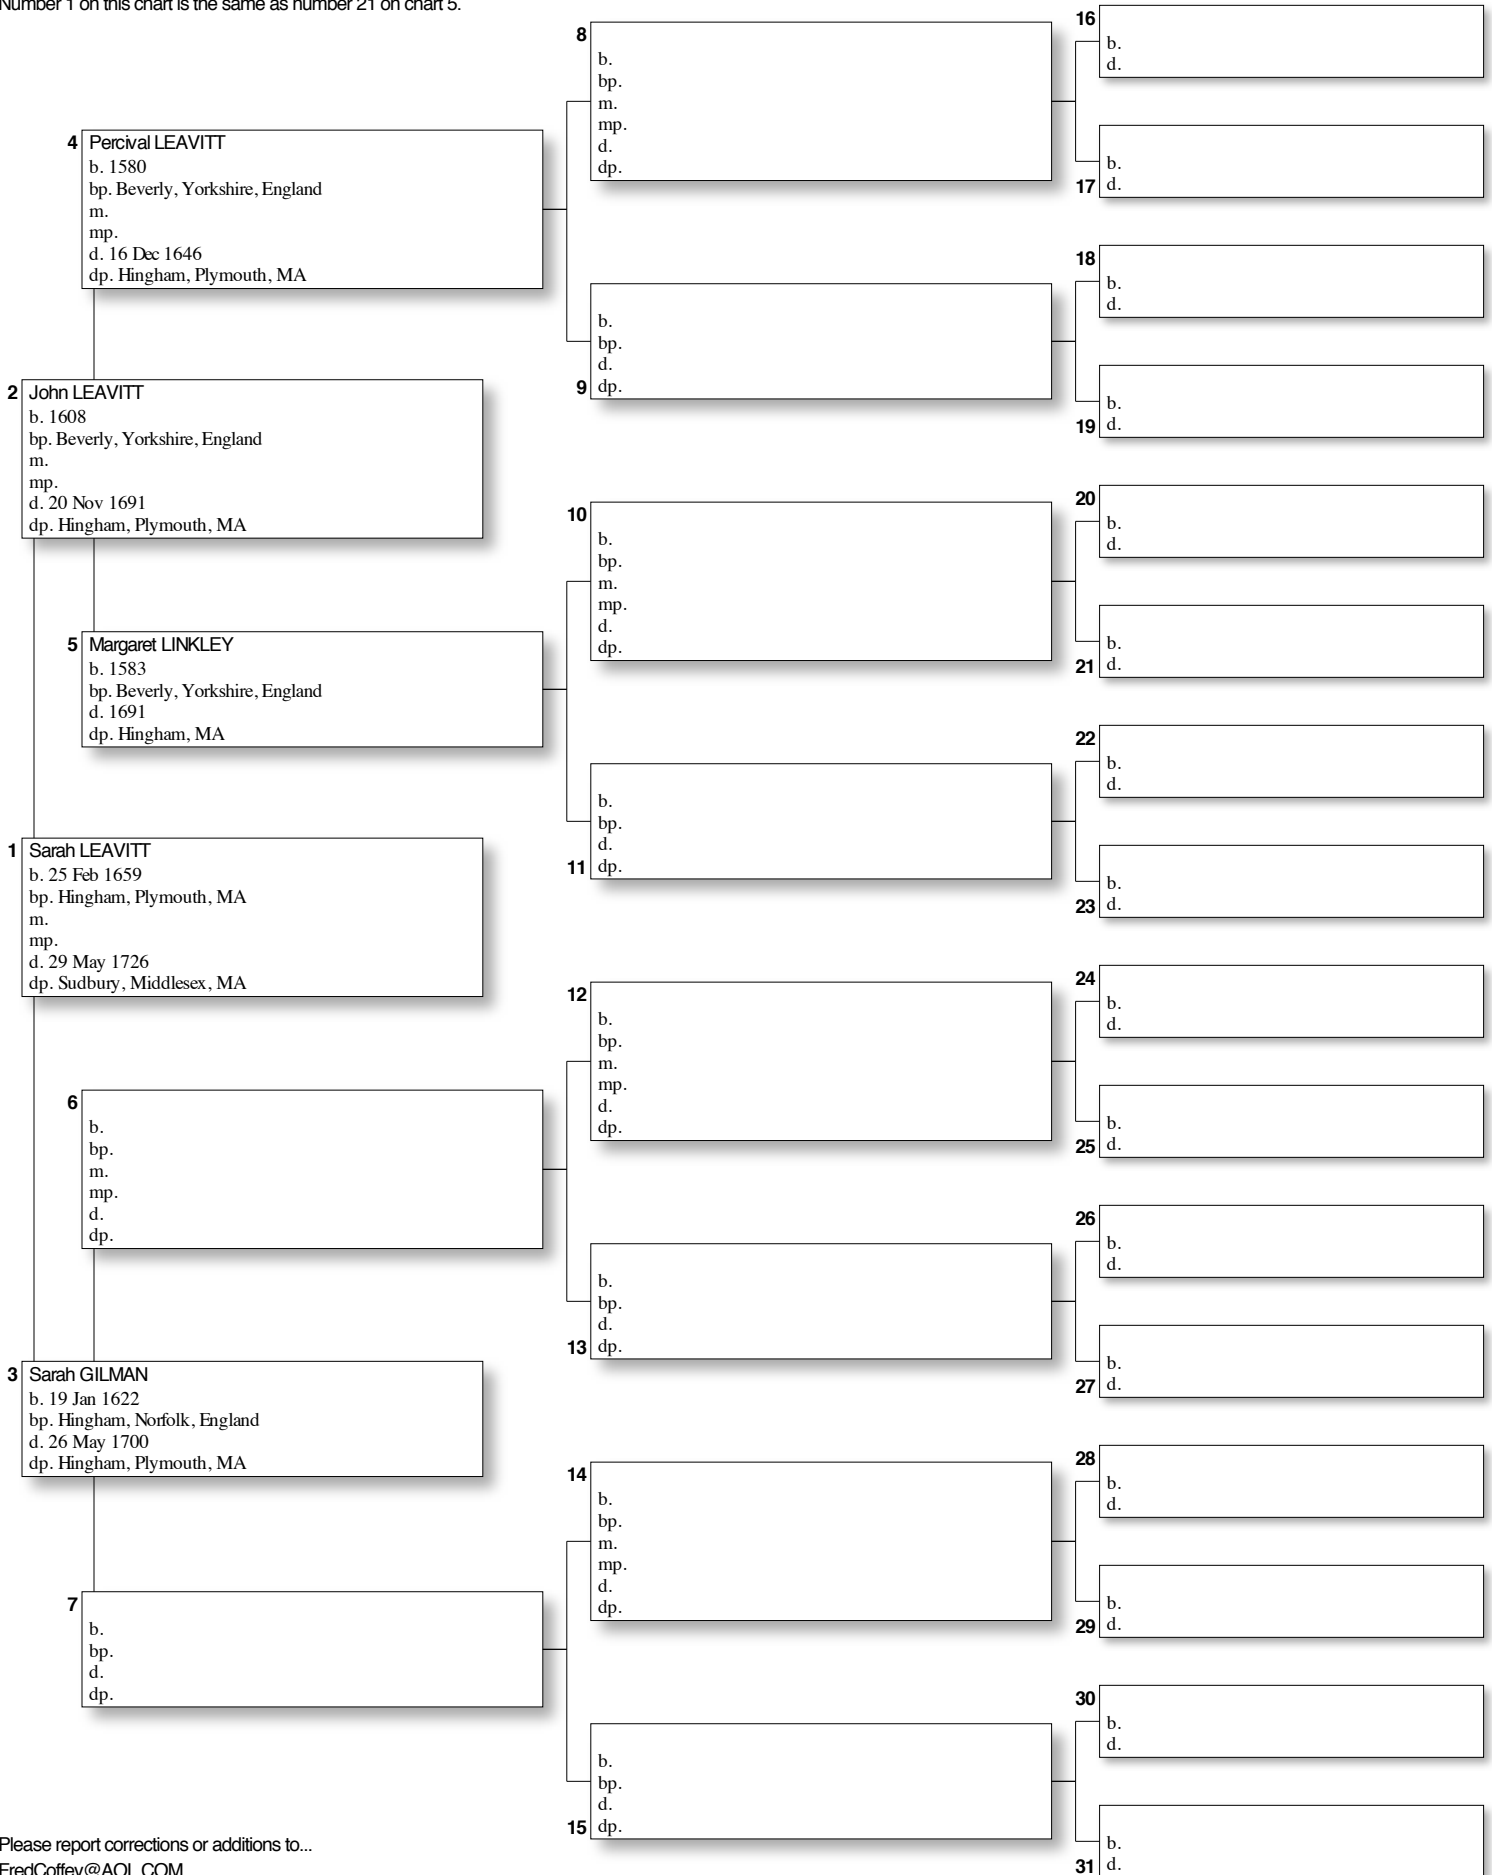 Number 1 on this chart is the same as number 21 on chart 5.
4 Percival LEAVITT
b. 1580
bp. Beverly, Yorkshire, England
m.
mp.
d. 16 Dec 1646
dp. Hingham, Plymouth, MA
2 John LEAVITT
b. 1608
bp. Beverly, Yorkshire, England
m.
mp.
d. 20 Nov 1691
dp. Hingham, Plymouth, MA
5 Margaret LINKLEY
b. 1583
bp. Beverly, Yorkshire, England
d. 1691
dp. Hingham, MA
1 Sarah LEAVITT
b. 25 Feb 1659
bp. Hingham, Plymouth, MA
m.
mp.
d. 29 May 1726
dp. Sudbury, Middlesex, MA
6
b.
bp.
m.
mp.
d.
dp.
3 Sarah GILMAN
b. 19 Jan 1622
bp. Hingham, Norfolk, England
d. 26 May 1700
dp. Hingham, Plymouth, MA
7
b.
bp.
d.
dp.
8
b.
bp.
m.
mp.
d.
dp.
b.
bp.
d.
9 dp.
10
b.
bp.
m.
mp.
d.
dp.
b.
bp.
d.
11 dp.
12
b.
bp.
m.
mp.
d.
dp.
b.
bp.
d.
13 dp.
14
b.
bp.
m.
mp.
d.
dp.
b.
bp.
d.
15 dp.
16
b.
d.
b.
17 d.
18
b.
d.
b.
19 d.
20
b.
d.
b.
21 d.
22
b.
d.
b.
23 d.
24
b.
d.
b.
25 d.
26
b.
d.
b.
27 d.
28
b.
d.
b.
29 d.
30
b.
d.
b.
31 d.
Please report corrections or additions to...
FredCoffey@AOL.COM